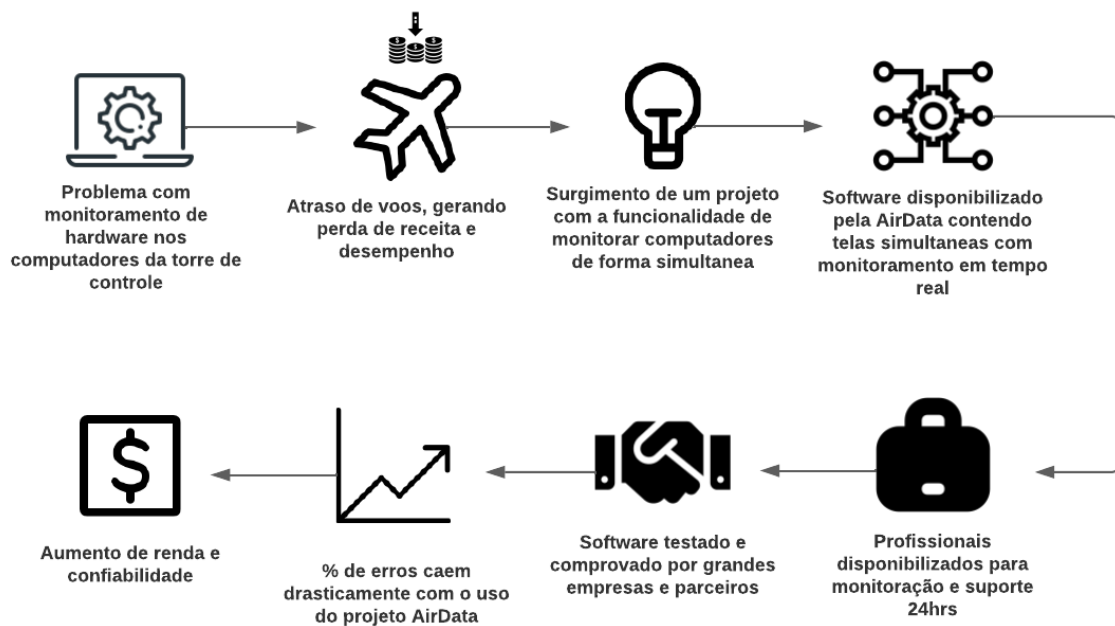 Problema com
monitoramento de
hardware nos
computadores da torre de
controle
Atraso de voos, gerando
perda de receita e
desempenho
Surgimento de um projeto
com a funcionalidade de
monitorar computadores
de forma simultanea
Software disponibilizado
pela AirData contendo
telas simultaneas com
monitoramento em tempo
real
Profissionais
disponibilizados para
monitoração e suporte
24hrs
Software testado e
comprovado por grandes
empresas e parceiros
% de erros caem
drasticamente com o uso
do projeto AirData
$
Aumento de renda e
confiabilidade